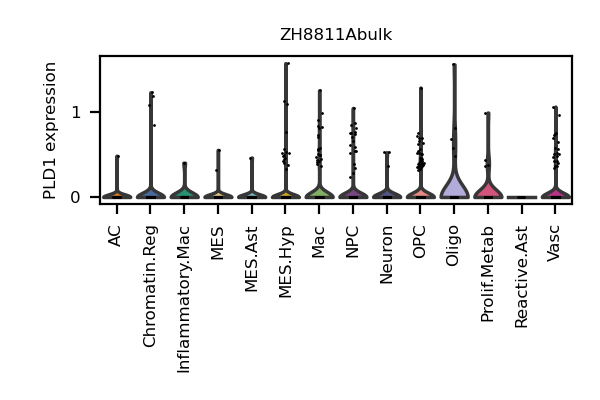 ZH8811Abulk
PLD1 expression
1
0
AC
Chromatin.Reg
Inflammatory.Mac
MES
MES.Ast
MES.Hyp
Mac
NPC
Neuron
OPC
Oligo
Prolif.Metab
Reactive.Ast
Vasc